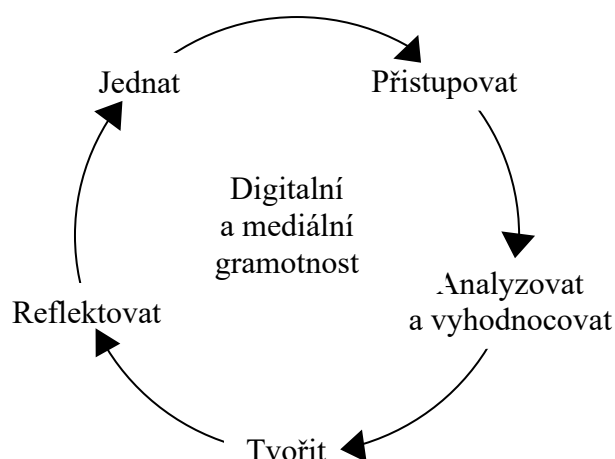 Jednat
Přistupovat
Digitalní
a mediální
gramotnost
Analyzovat
a vyhodnocovat
Reflektovat
Tvořit